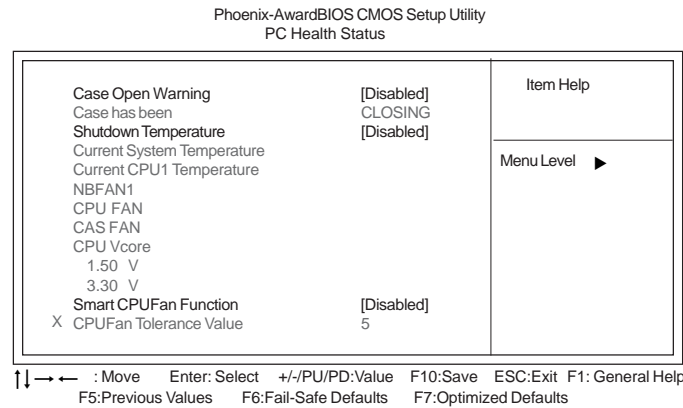 Phoenix-AwardBIOS CMOS Setup Utility
PC Health Status
Case Open Warning [Disabled]
Case has been CLOSING
Shutdown Temperature [Disabled]
Current System Temperature
Current CPU1 Temperature
NBFAN1
CPU FAN
CAS FAN
CPU Vcore
1.50 V
3.30 V
Smart CPUFan Function [Disabled]
X CPUFan Tolerance Value 5
Item Help
Menu Level ▶
↑↓→← : Move Enter: Select +/-/PU/PD:Value F10:Save ESC:Exit F1: General Help
F5:Previous Values F6:Fail-Safe Defaults F7:Optimized Defaults